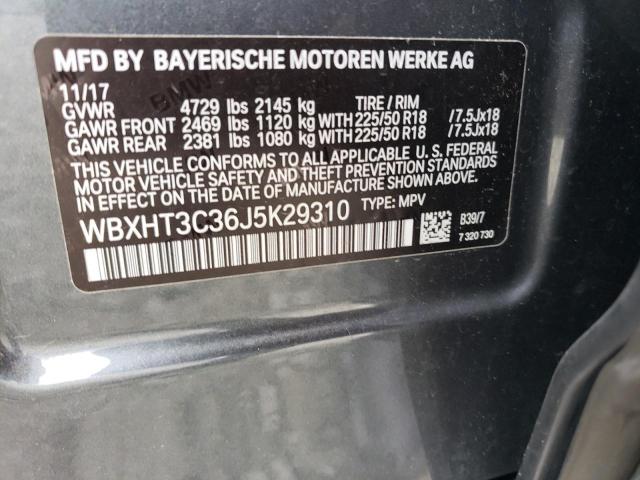 MFD BY BAYERISCHE MOTOREN WERKE AG
11/17
GVWR 4729 lbs 2145 kg TIRE / RIM
GAWR FRONT 2469 lbs 1120 kg WITH 225/50 R18 /7.5Jx18
GAWR REAR 2381 lbs 1080 kg WITH 225/50 R18 /7.5Jx18
THIS VEHICLE CONFORMS TO ALL APPLICABLE U. S. FEDERAL
MOTOR VEHICLE SAFETY AND THEFT PREVENTION STANDARDS
IN EFFECT ON THE DATE OF MANUFACTURE SHOWN ABOVE.
WBXHT3C36J5K29310 TYPE: MPV
B39/7
7 320 730